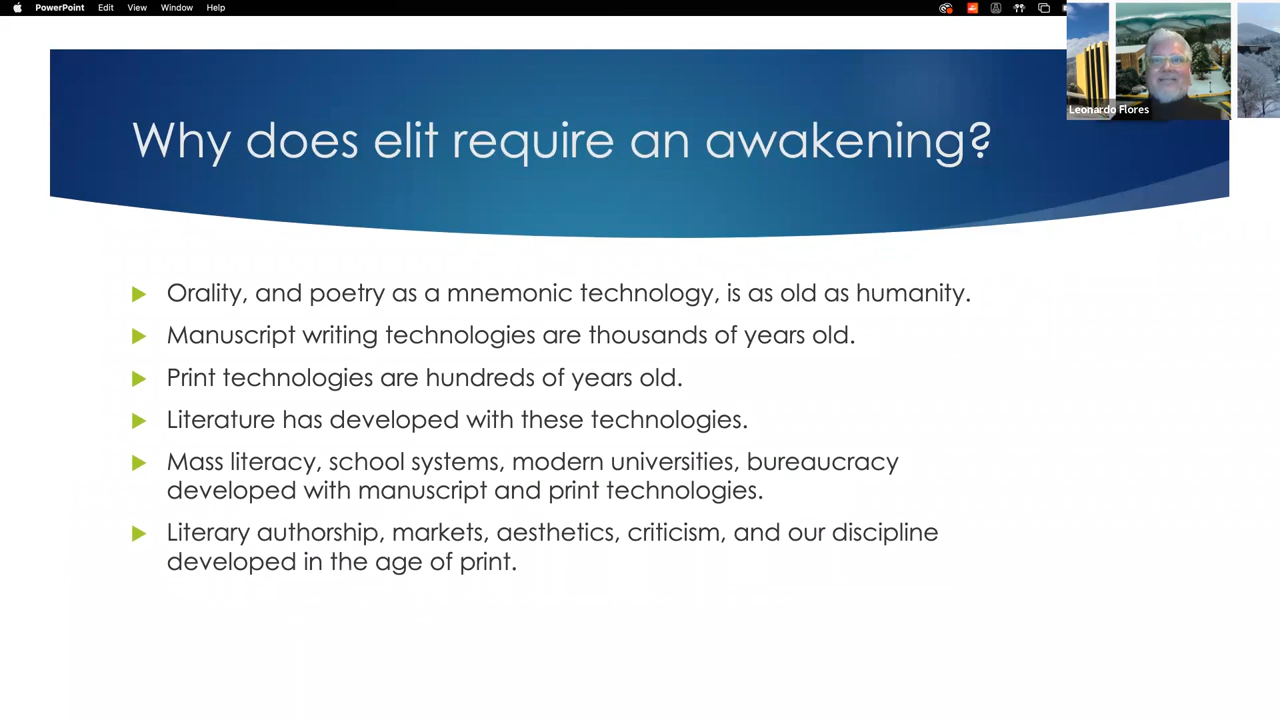 PowerPoint Edit View Window Help
Leonardo Flores
Why does elit require an awakening?
Orality, and poetry as a mnemonic technology, is as old as humanity.
Manuscript writing technologies are thousands of years old.
Print technologies are hundreds of years old.
Literature has developed with these technologies.
Mass literacy, school systems, modern universities, bureaucracy
developed with manuscript and print technologies.
Literary authorship, markets, aesthetics, criticism, and our discipline
developed in the age of print.